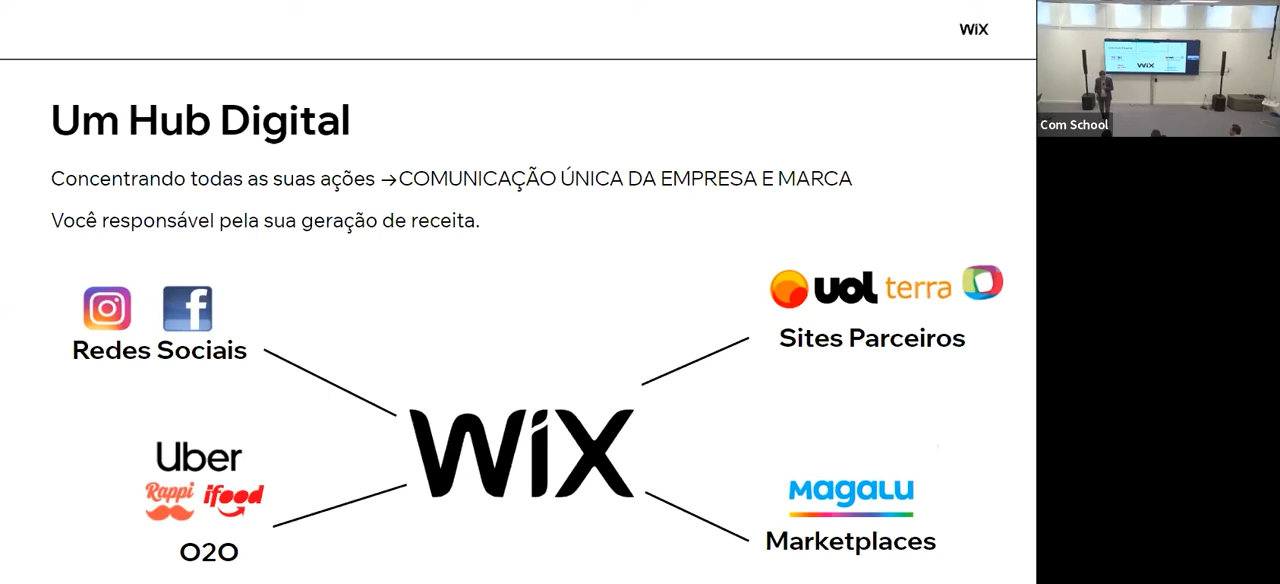 WiX
Um Hub Digital
Concentrando todas as suas ações →COMUNICAÇÃO ÚNICA DA EMPRESA E MARCA
Você responsável pela sua geração de receita.
Redes Sociais
uol terra
Sites Parceiros
WiX
Uber
Rappi ifood
O2O
MAGALU
Marketplaces
WiX
Com School